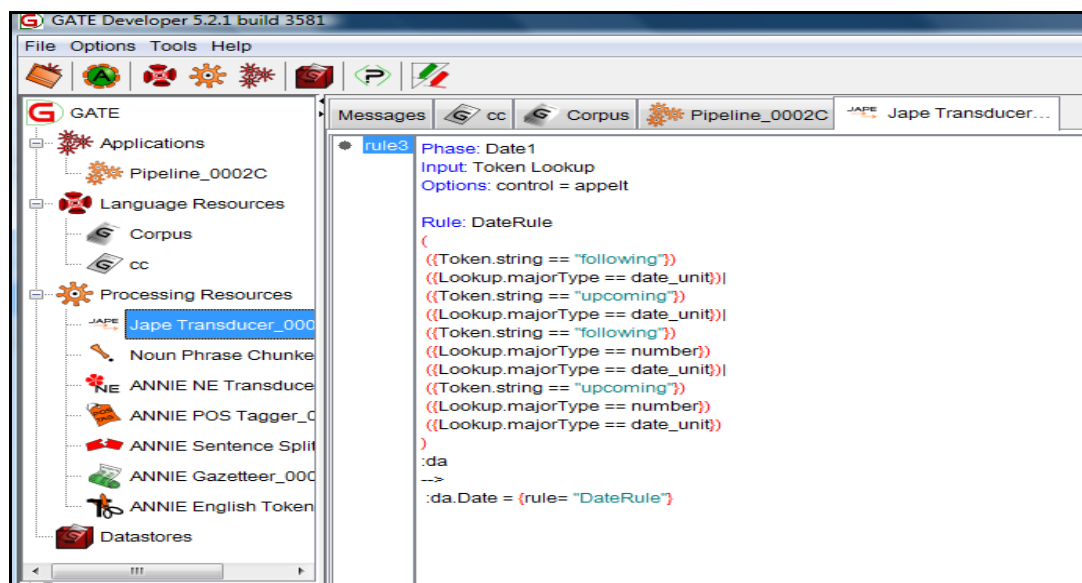 GATE Developer 5.2.1 build 3581
File Options Tools Help
GATE
Applications
Pipeline_0002C
Language Resources
Corpus
cc
Processing Resources
Jape Transducer_000
Noun Phrase Chunke
ANNIE NE Transduce
ANNIE POS Tagger_0
ANNIE Sentence Split
ANNIE Gazetteer_000
ANNIE English Token
Datastores
Messages cc Corpus Pipeline_0002C Jape Transducer...
rule3
Phase: Date1
Input: Token Lookup
Options: control = appelt
Rule: DateRule
(
({Token.string == "following"})
({Lookup.majorType == date_unit})|
({Token.string == "upcoming"})
({Lookup.majorType == date_unit})|
({Token.string == "following"})
({Lookup.majorType == number})
({Lookup.majorType == date_unit})|
({Token.string == "upcoming"})
({Lookup.majorType == number})
({Lookup.majorType == date_unit})
)
:da
-->
:da.Date = {rule= "DateRule"}